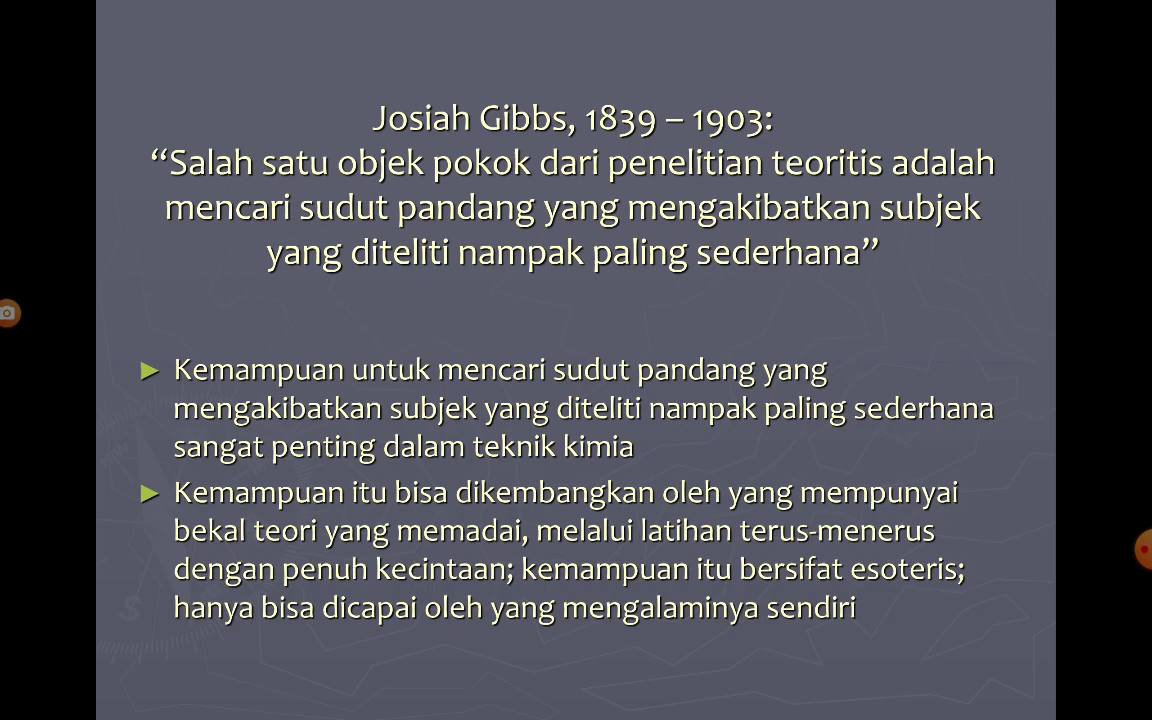 Josiah Gibbs, 1839 – 1903:
“Salah satu objek pokok dari penelitian teoritis adalah
mencari sudut pandang yang mengakibatkan subjek
yang diteliti nampak paling sederhana”
► Kemampuan untuk mencari sudut pandang yang
mengakibatkan subjek yang diteliti nampak paling sederhana
sangat penting dalam teknik kimia
► Kemampuan itu bisa dikembangkan oleh yang mempunyai
bekal teori yang memadai, melalui latihan terus-menerus
dengan penuh kecintaan; kemampuan itu bersifat esoteris;
hanya bisa dicapai oleh yang mengalaminya sendiri
S